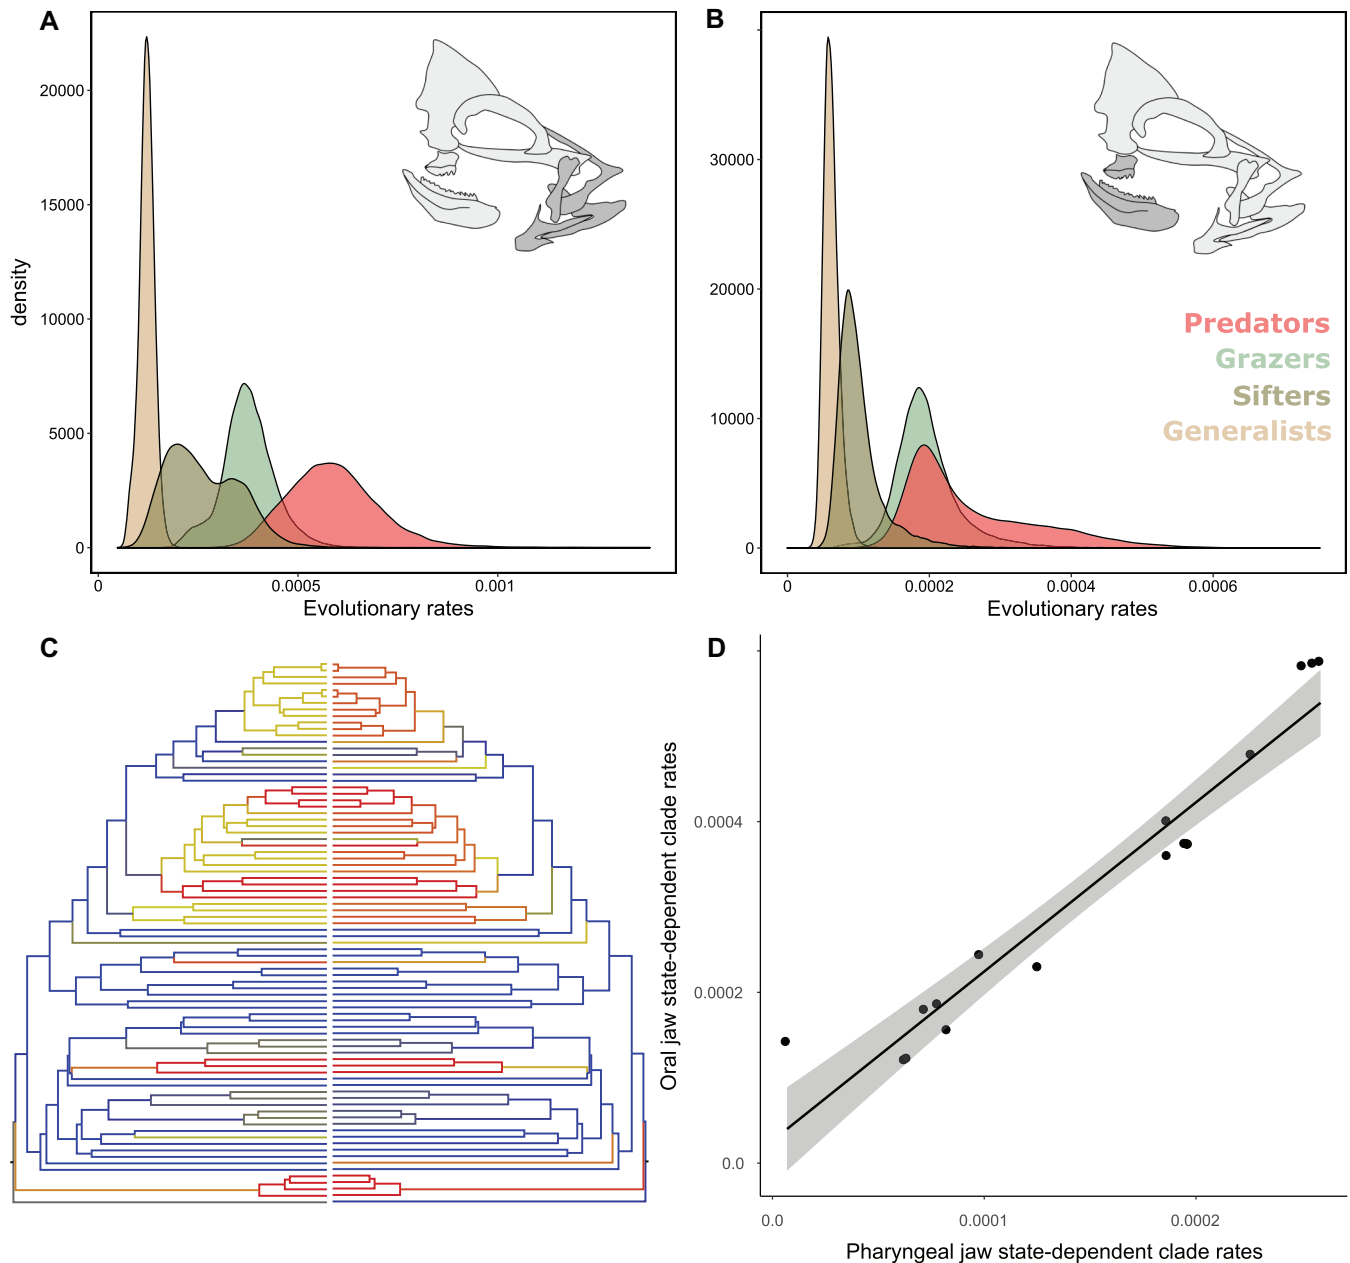 A
density
20000
15000
10000
5000
0
0
0.0005
0.001
Evolutionary rates
B
30000
20000
10000
0
0
0.0002
0.0004
0.0006
Evolutionary rates
Predators
Grazers
Sifters
Generalists
C
D
Oral jaw state-dependent clade rates
0.0004
0.0002
0.0
0.0
0.0001
0.0002
Pharyngeal jaw state-dependent clade rates